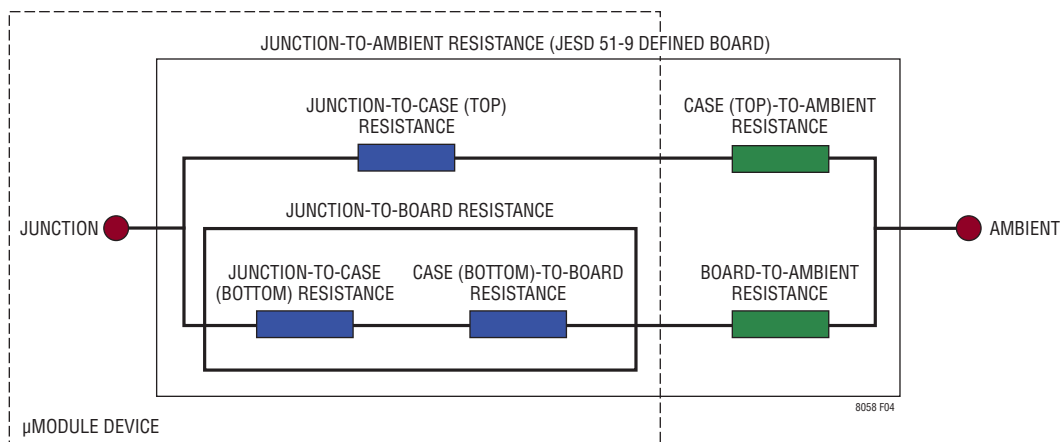 JUNCTION-TO-AMBIENT RESISTANCE (JESD 51-9 DEFINED BOARD)
JUNCTION-TO-CASE (TOP)
RESISTANCE
CASE (TOP)-TO-AMBIENT
RESISTANCE
JUNCTION-TO-BOARD RESISTANCE
JUNCTION
AMBIENT
JUNCTION-TO-CASE
(BOTTOM) RESISTANCE
CASE (BOTTOM)-TO-BOARD
RESISTANCE
BOARD-TO-AMBIENT
RESISTANCE
8058 F04
µMODULE DEVICE